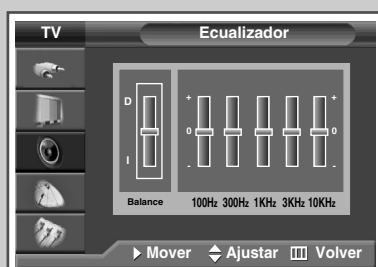 TV
Ecualizador
D
I
Balance
+
0
-
+
0
-
100Hz 300Hz 1KHz 3KHz 10KHz
Mover Ajustar Volver